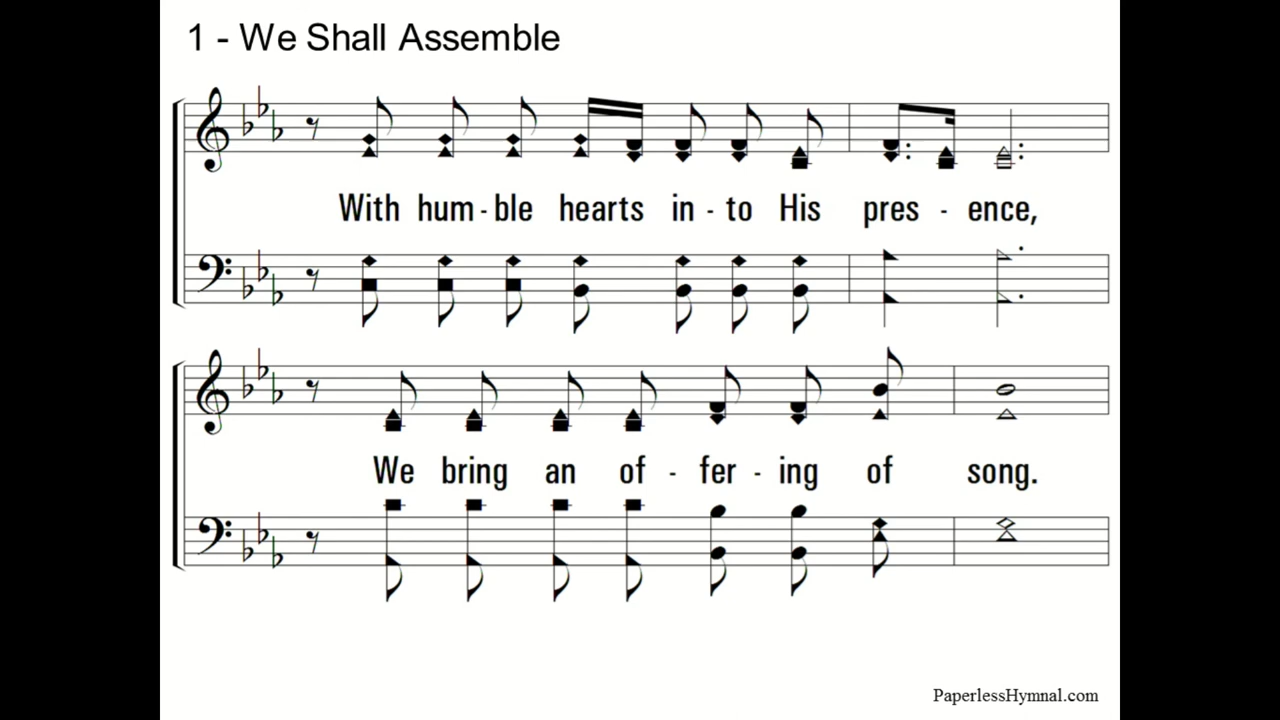 1 - We Shall Assemble
With hum - ble hearts in - to His pres - ence,
We bring an of - fer - ing of song.
PaperlessHymnal.com